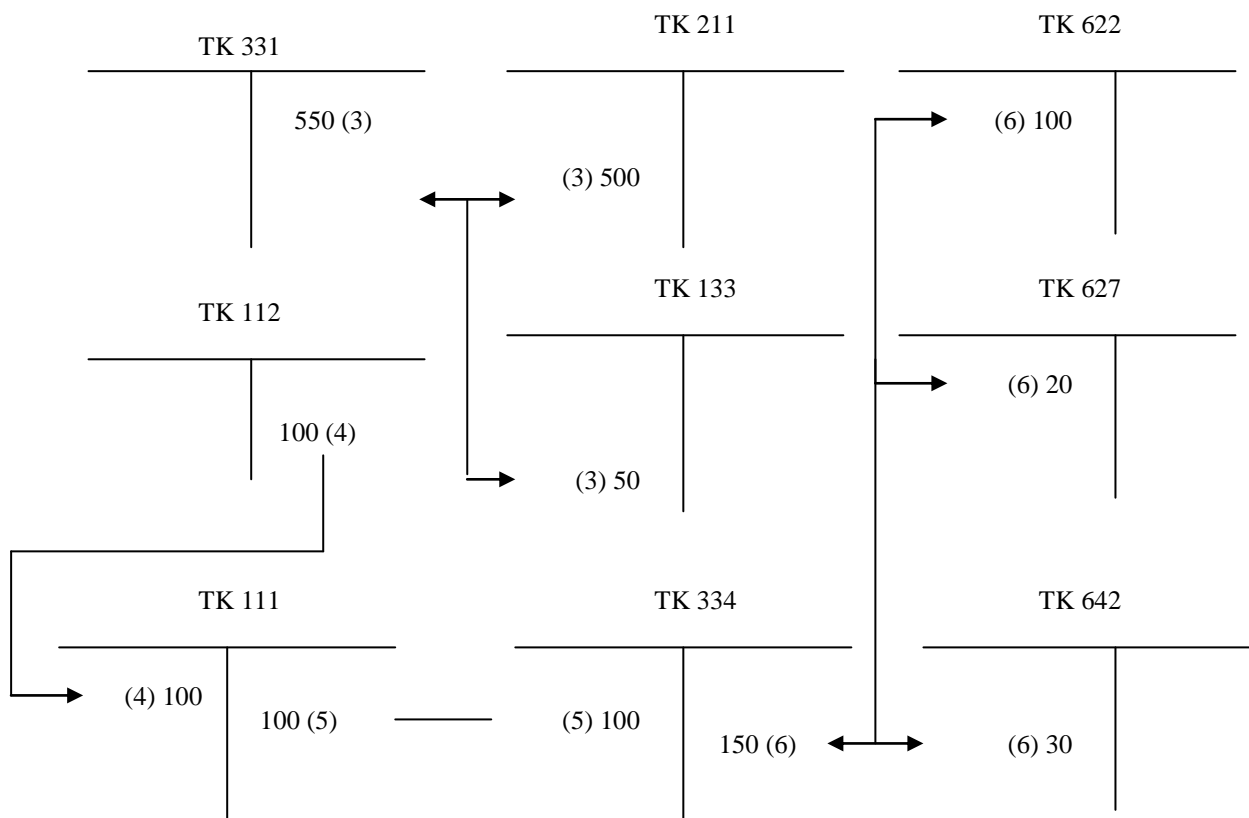 TK 331
TK 211
TK 622
550 (3)
(3) 500
(6) 100
TK 112
TK 133
TK 627
100 (4)
(3) 50
(6) 20
TK 111
TK 334
TK 642
(4) 100
100 (5)
(5) 100
150 (6)
(6) 30